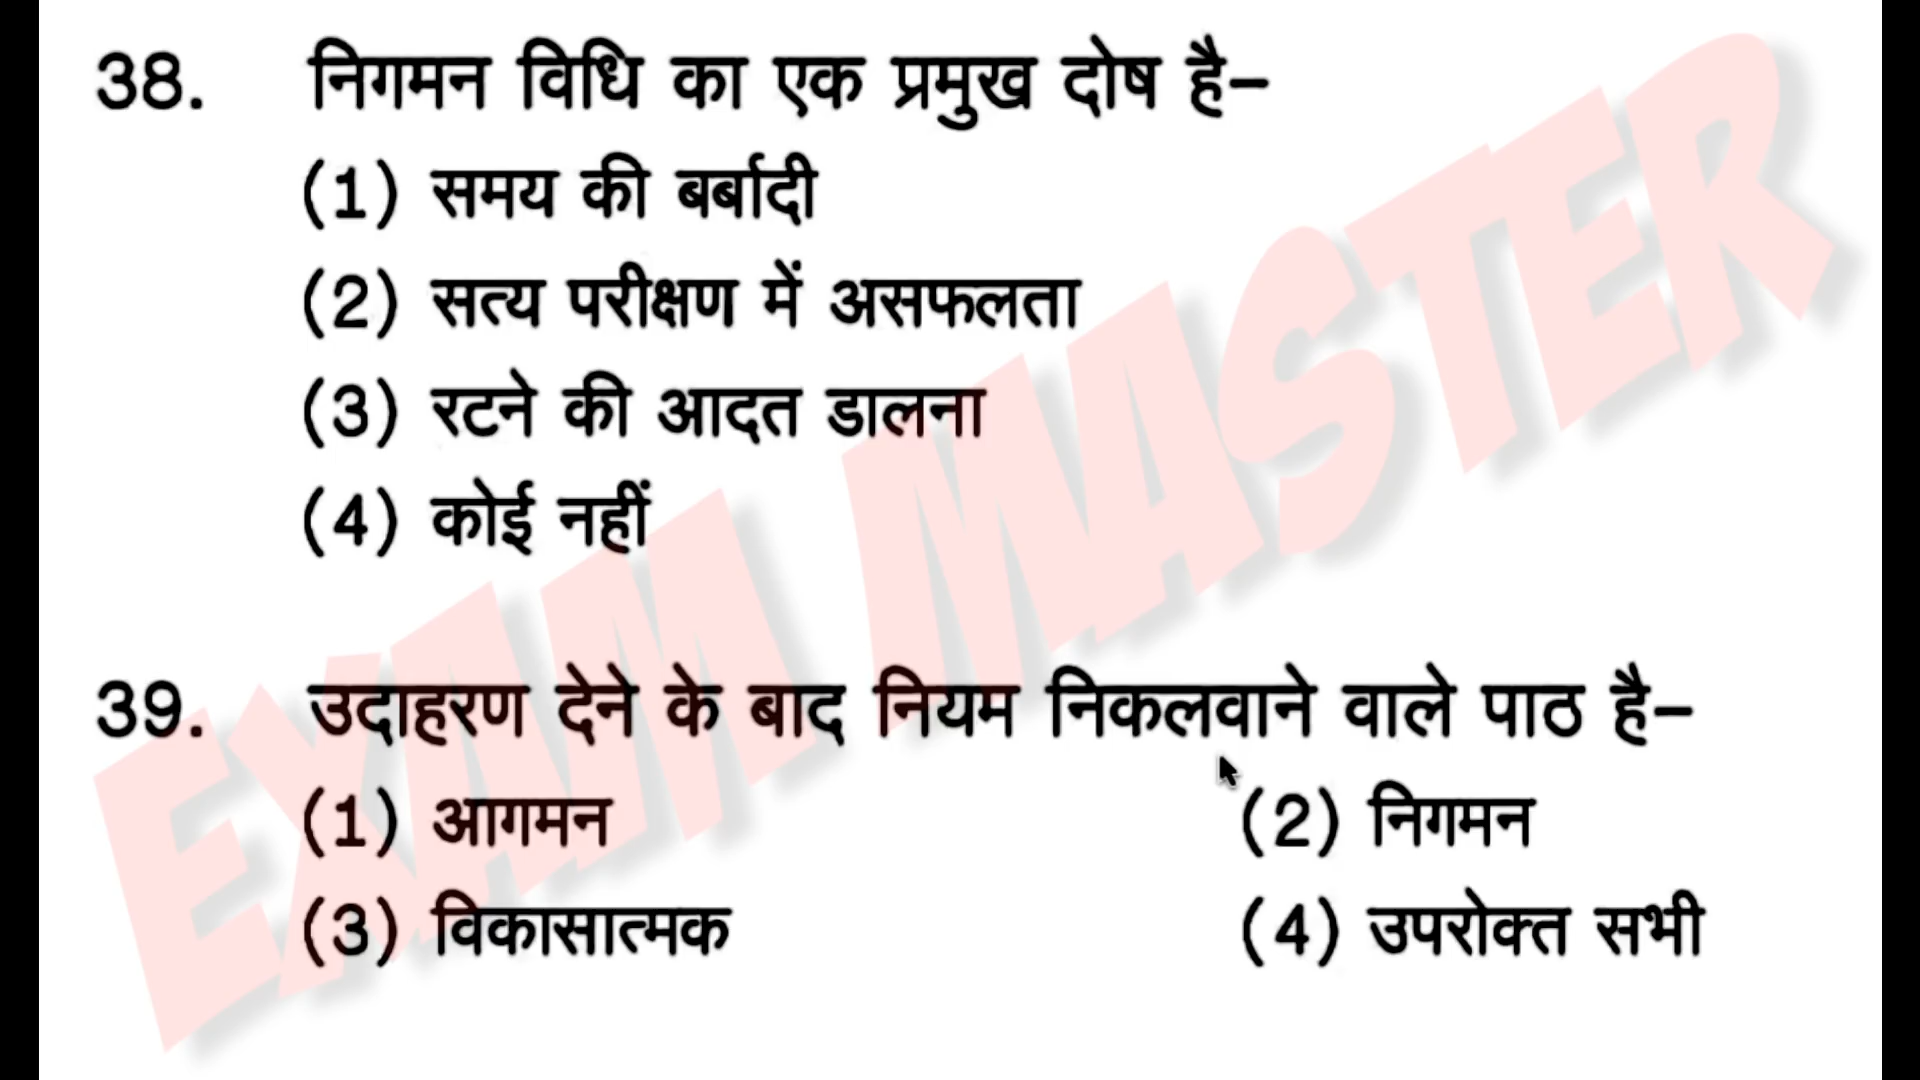 38. निगमन विधि का एक प्रमुख दोष है–
(1) समय की बर्बादी
(2) सत्य परीक्षण में असफलता
(3) रटने की आदत डालना
(4) कोई नहीं
39. उदाहरण देने के बाद नियम निकलवाने वाले पाठ है–
(1) आगमन (2) निगमन
(3) विकासात्मक (4) उपरोक्त सभी
EXAM MASTER